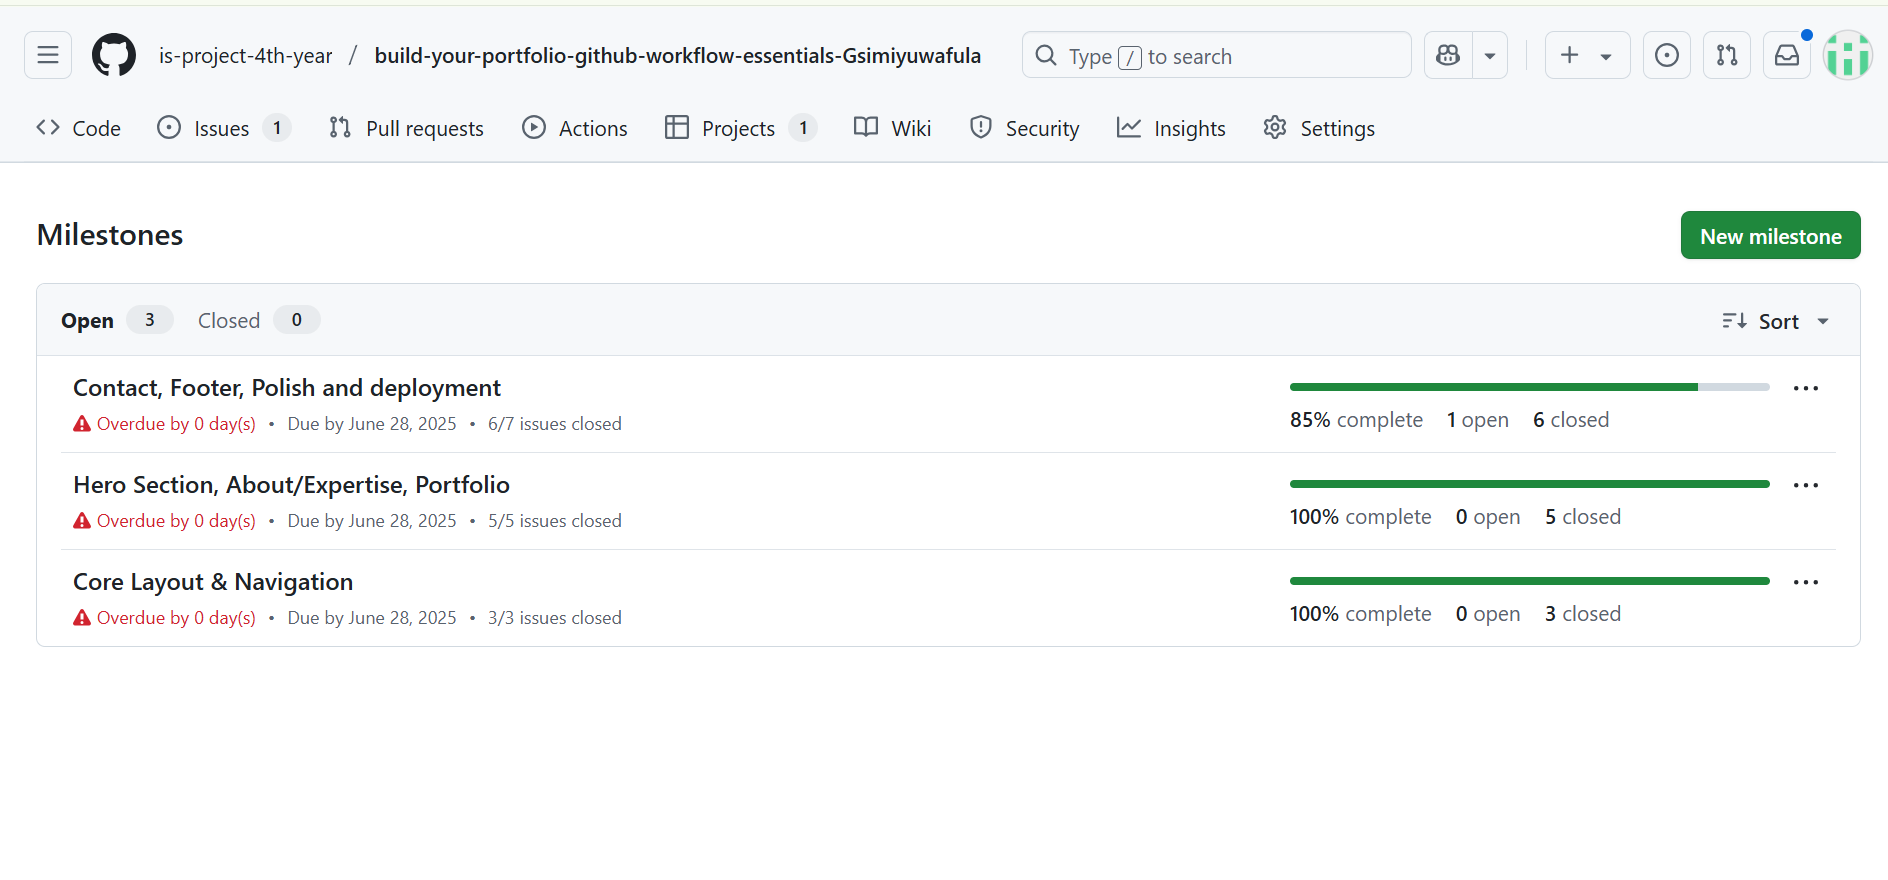 is-project-4th-year / build-your-portfolio-github-workflow-essentials-Gsimiyuwafula Type / to search
Code Issues 1 Pull requests Actions Projects 1 Wiki Security Insights Settings
Milestones New milestone
Open 3 Closed 0 Sort
Contact, Footer, Polish and deployment
Overdue by 0 day(s) • Due by June 28, 2025 • 6/7 issues closed
85% complete 1 open 6 closed
Hero Section, About/Expertise, Portfolio
Overdue by 0 day(s) • Due by June 28, 2025 • 5/5 issues closed
100% complete 0 open 5 closed
Core Layout & Navigation
Overdue by 0 day(s) • Due by June 28, 2025 • 3/3 issues closed
100% complete 0 open 3 closed